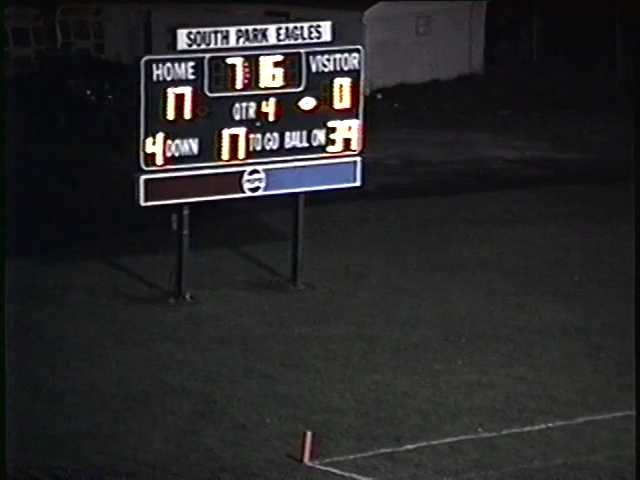 SOUTH PARK EAGLES
HOME 7:16 VISITOR
17 QTR 4 0
4 DOWN 17 TO GO BALL ON 39